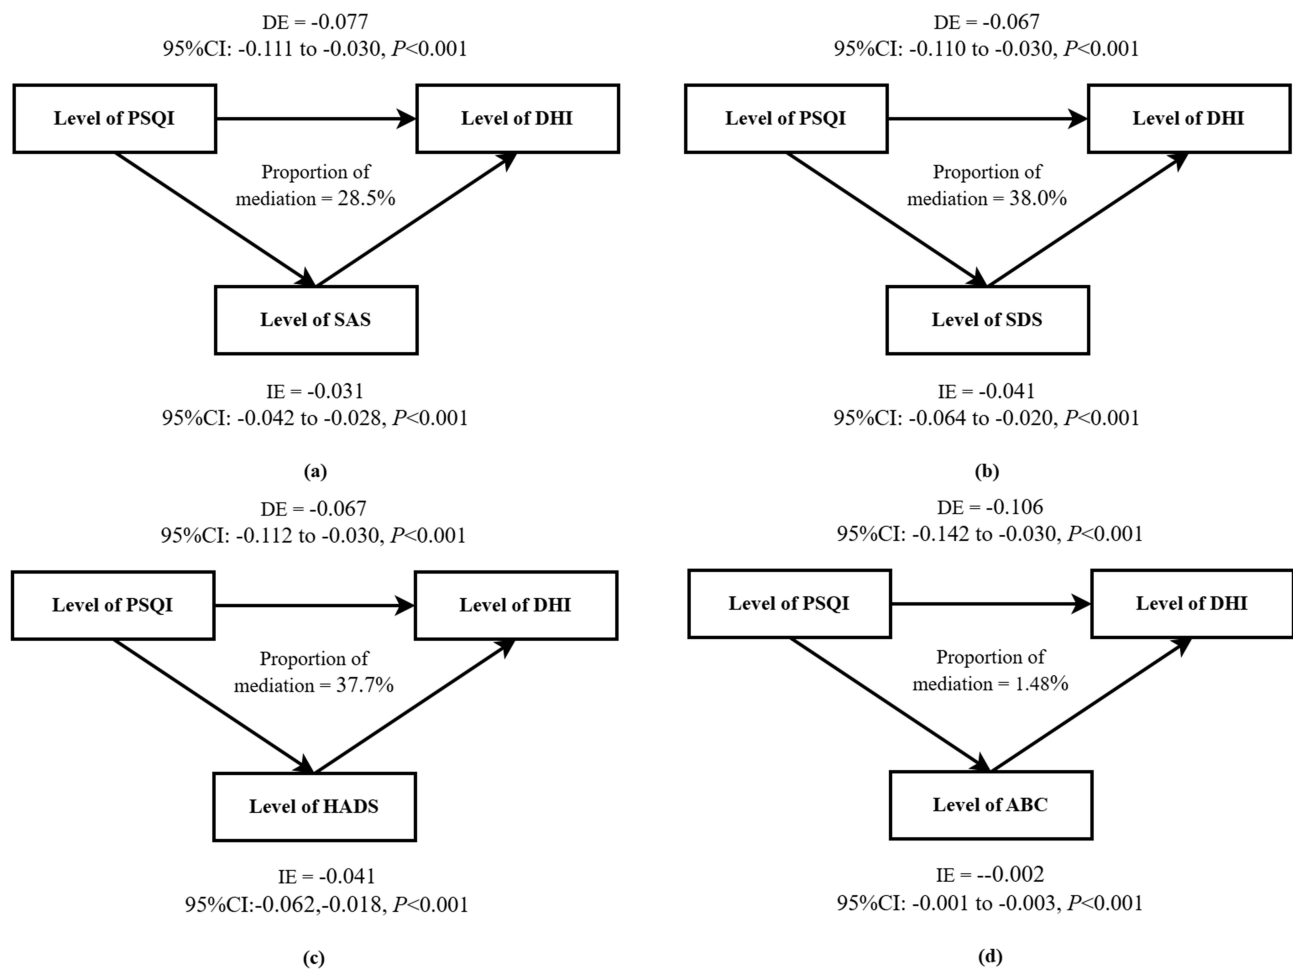 DE = -0.077
95%CI: -0.111 to -0.030, P<0.001
Level of PSQI
Level of DHI
Proportion of
mediation = 28.5%
Level of SAS
IE = -0.031
95%CI: -0.042 to -0.028, P<0.001
(a)
DE = -0.067
95%CI: -0.110 to -0.030, P<0.001
Level of PSQI
Level of DHI
Proportion of
mediation = 38.0%
Level of SDS
IE = -0.041
95%CI: -0.064 to -0.020, P<0.001
(b)
DE = -0.067
95%CI: -0.112 to -0.030, P<0.001
Level of PSQI
Level of DHI
Proportion of
mediation = 37.7%
Level of HADS
IE = -0.041
95%CI:-0.062,-0.018, P<0.001
(c)
DE = -0.106
95%CI: -0.142 to -0.030, P<0.001
Level of PSQI
Level of DHI
Proportion of
mediation = 1.48%
Level of ABC
IE = --0.002
95%CI: -0.001 to -0.003, P<0.001
(d)